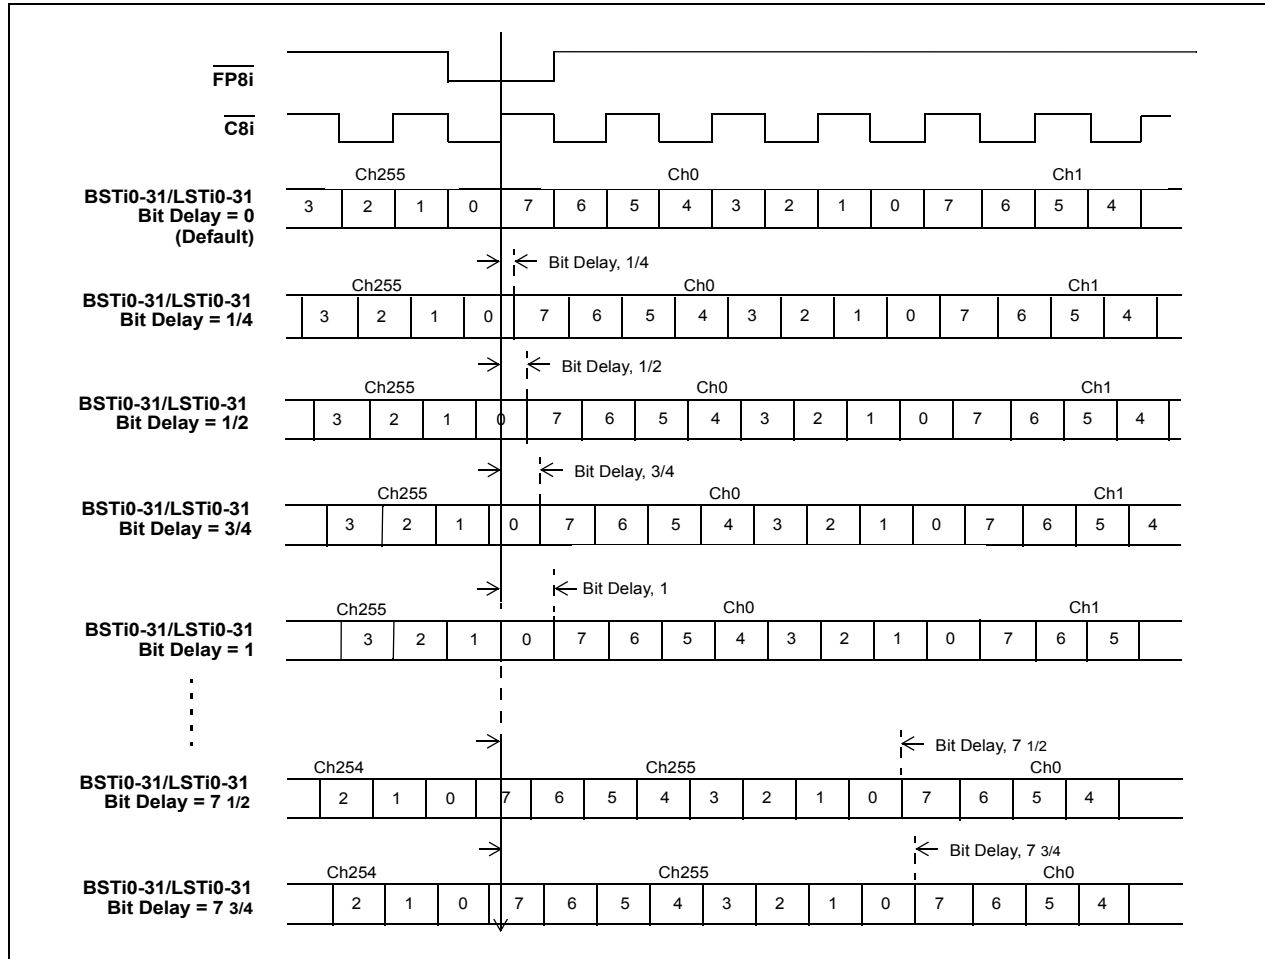 FP8i
C8i
Ch255 Ch0 Ch1
BSTi0-31/LSTi0-31
Bit Delay = 0
(Default)
3 2 1 0 7 6 5 4 3 2 1 0 7 6 5 4
Bit Delay, 1/4
Ch255 Ch0 Ch1
BSTi0-31/LSTi0-31
Bit Delay = 1/4
3 2 1 0 7 6 5 4 3 2 1 0 7 6 5 4
Bit Delay, 1/2
Ch255 Ch0 Ch1
BSTi0-31/LSTi0-31
Bit Delay = 1/2
3 2 1 0 7 6 5 4 3 2 1 0 7 6 5 4
Bit Delay, 3/4
Ch255 Ch0 Ch1
BSTi0-31/LSTi0-31
Bit Delay = 3/4
3 2 1 0 7 6 5 4 3 2 1 0 7 6 5 4
Bit Delay, 1
Ch255 Ch0 Ch1
BSTi0-31/LSTi0-31
Bit Delay = 1
3 2 1 0 7 6 5 4 3 2 1 0 7 6 5
Bit Delay, 7 1/2
Ch254 Ch255 Ch0
BSTi0-31/LSTi0-31
Bit Delay = 7 1/2
2 1 0 7 6 5 4 3 2 1 0 7 6 5 4
Bit Delay, 7 3/4
Ch254 Ch255 Ch0
BSTi0-31/LSTi0-31
Bit Delay = 7 3/4
2 1 0 7 6 5 4 3 2 1 0 7 6 5 4